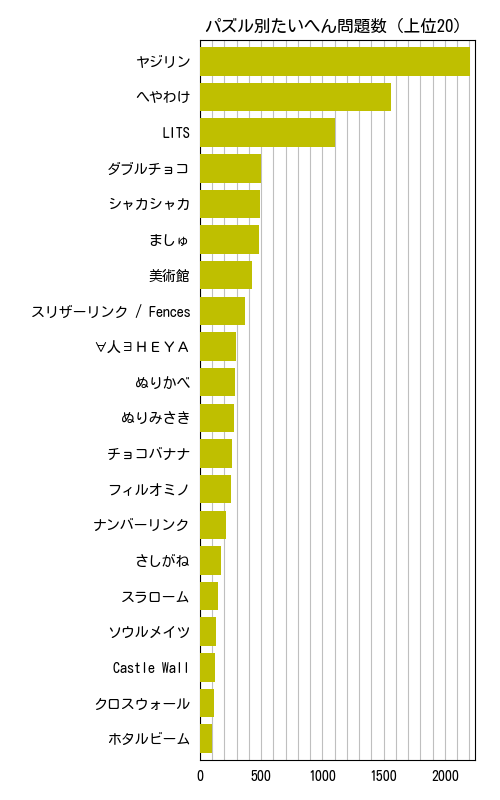 パズル別たいへん問題数 (上位20)
ヤジリン
へやわけ
LITS
ダブルチョコ
シャカシャカ
ましゅ
美術館
スリザーリンク / Fences
∀人∃ＨＥＹＡ
ぬりかべ
ぬりみさき
チョコバナナ
フィルオミノ
ナンバーリンク
さしがね
スラローム
ソウルメイツ
Castle Wall
クロスウォール
ホタルビーム
0 500 1000 1500 2000